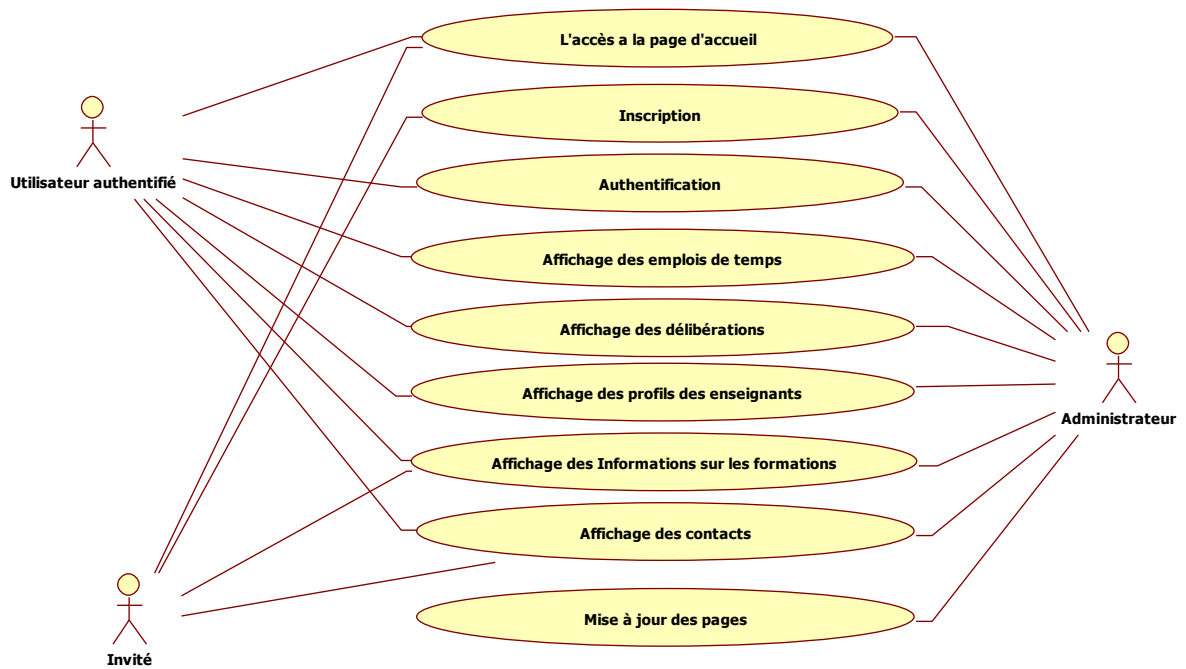 L'accès a la page d'accueil
Inscription
Utilisateur authentifié
Authentification
Affichage des emplois de temps
Affichage des délibérations
Affichage des profils des enseignants
Administrateur
Affichage des Informations sur les formations
Affichage des contacts
Mise à jour des pages
Invité